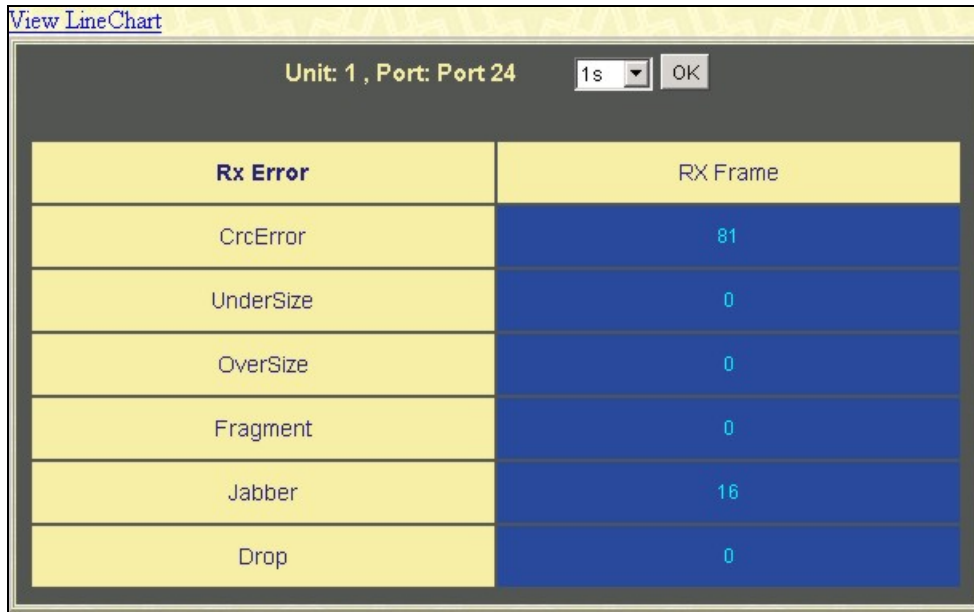 View LineChart
Unit: 1 , Port: Port 24 1s OK
Rx Error RX Frame
CrcError 81
UnderSize 0
OverSize 0
Fragment 0
Jabber 16
Drop 0